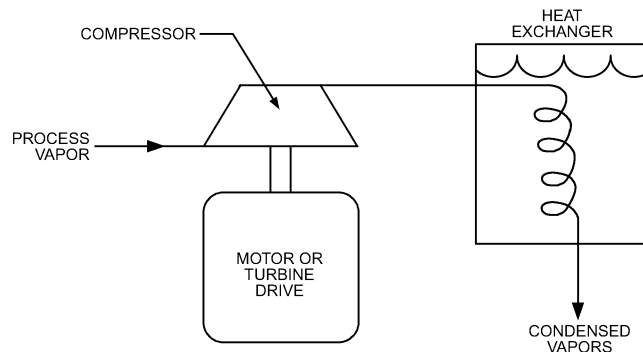 HEAT
EXCHANGER
COMPRESSOR
PROCESS
VAPOR
MOTOR OR
TURBINE
DRIVE
CONDENSED
VAPORS